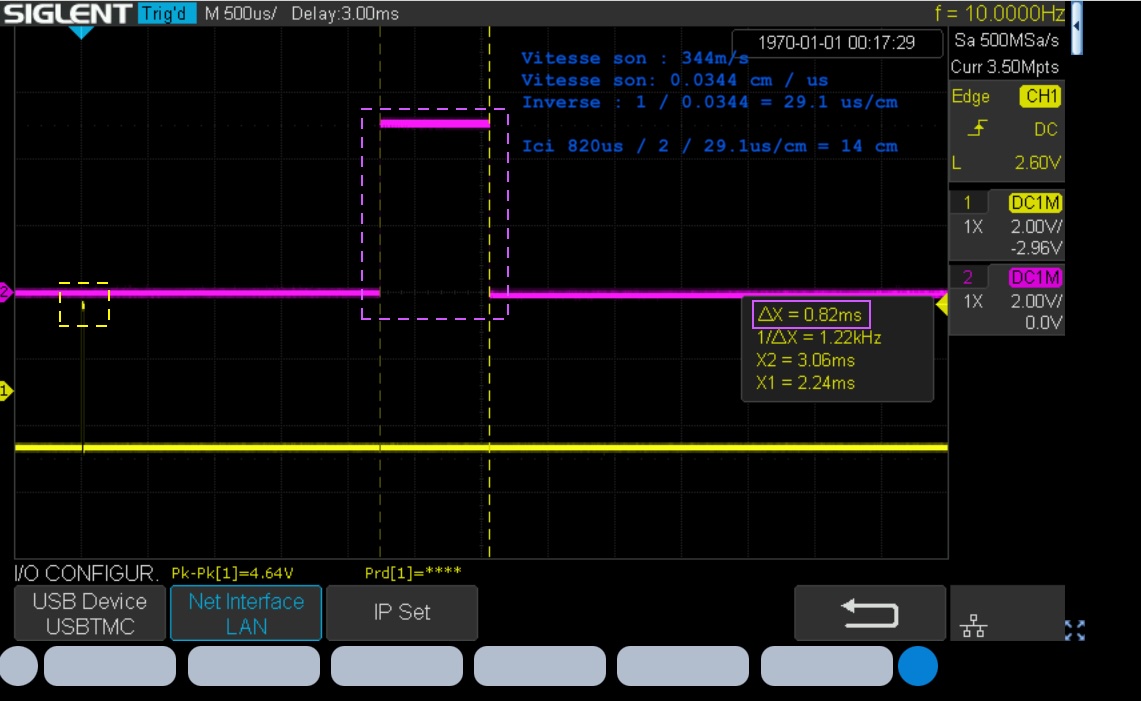 SIGLENT Trig'd M 500us/ Delay:3.00ms f = 10.0000Hz
1970-01-01 00:17:29
Sa 500MSa/s
Curr 3.50Mpts
Vitesse son : 344m/s
Vitesse son: 0.0344 cm / us
Inverse : 1 / 0.0344 = 29.1 us/cm
Ici 820us / 2 / 29.1us/cm = 14 cm
Edge CH1
DC
L 2.60V
1 DC1M
1X 2.00V/
-2.96V
2 DC1M
1X 2.00V/
0.0V
2
1
ΔX = 0.82ms
1/ΔX = 1.22kHz
X2 = 3.06ms
X1 = 2.24ms
I/O CONFIGUR. Pk-Pk[1]=4.64V Prd[1]=****
USB Device
USBTMC
Net Interface
LAN
IP Set